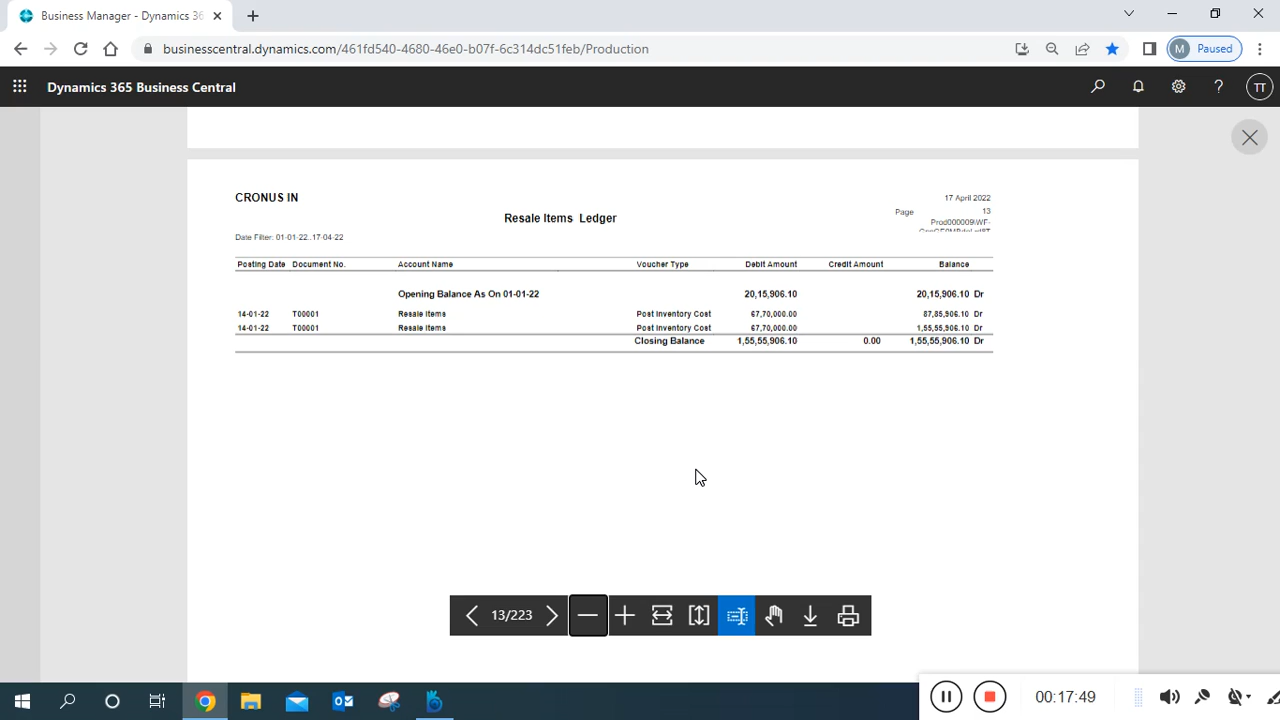 Business Manager - Dynamics 36
businesscentral.dynamics.com/461fd540-4680-46e0-b07f-6c314dc51feb/Production
M Paused
Dynamics 365 Business Central
TT
CRONUS IN
17 April 2022
Resale Items Ledger
Page 13
Prod000009\WF-
Date Filter: 01-01-22..17-04-22
Posting Date Document No. Account Name Voucher Type Debit Amount Credit Amount Balance
Opening Balance As On 01-01-22 20,15,906.10 20,15,906.10 Dr
14-01-22 T00001 Resale Items Post Inventory Cost 67,70,000.00 87,85,906.10 Dr
14-01-22 T00001 Resale Items Post Inventory Cost 67,70,000.00 1,55,55,906.10 Dr
Closing Balance 1,55,55,906.10 0.00 1,55,55,906.10 Dr
13/223
00:17:49